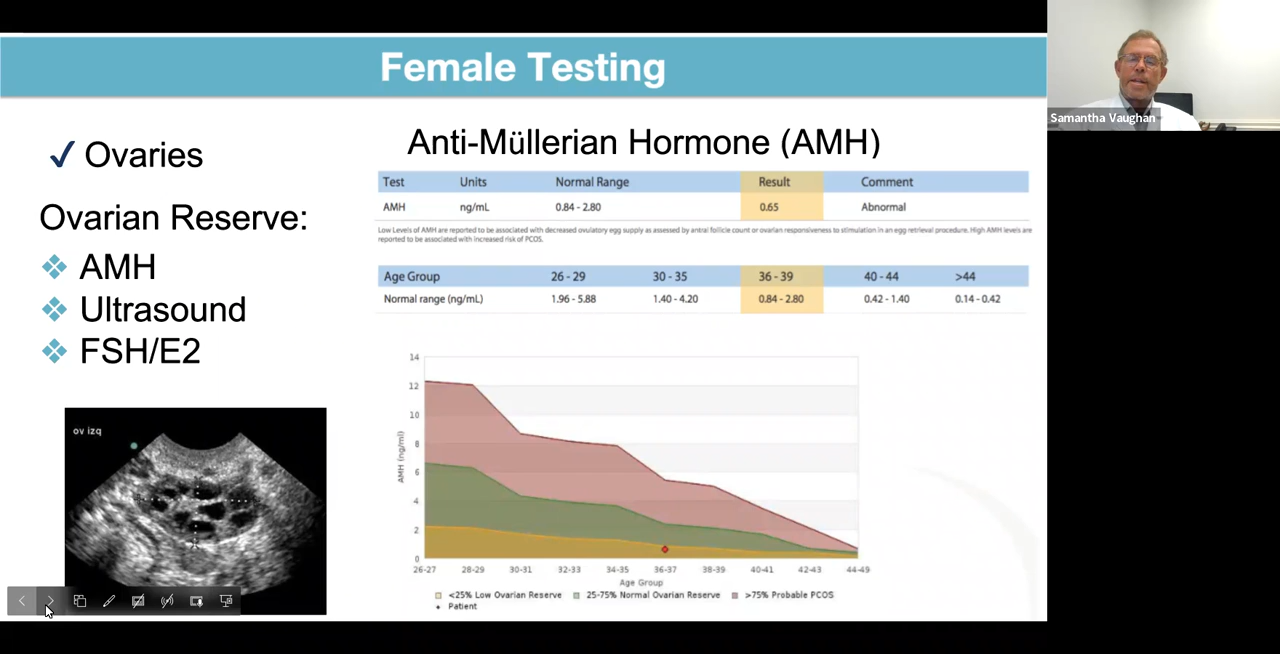 Female Testing
Samantha Vaughan
✓ Ovaries
Ovarian Reserve:
❖ AMH
❖ Ultrasound
❖ FSH/E2
ov izq
Anti-Müllerian Hormone (AMH)
Test Units Normal Range Result Comment
AMH ng/mL 0.84 - 2.80 0.65 Abnormal
Low Levels of AMH are reported to be associated with decreased ovulatory egg supply as assessed by antral follicle count or ovarian responsiveness to stimulation in an egg retrieval procedure. High AMH levels are
reported to be associated with increased risk of PCOS.
Age Group 26 - 29 30 - 35 36 - 39 40 - 44 >44
Normal range (ng/mL) 1.96 - 5.88 1.40 - 4.20 0.84 - 2.80 0.42 - 1.40 0.14 - 0.42
AMH (ng/ml)
14
12
10
8
6
4
2
0
26-27 28-29 30-31 32-33 34-35 36-37 38-39 40-41 42-43 44-49
Age Group
<25% Low Ovarian Reserve 25-75% Normal Ovarian Reserve >75% Probable PCOS
Patient